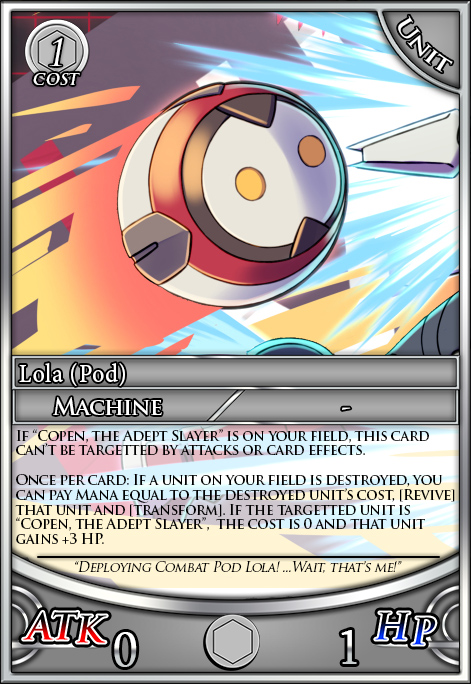 1
COST
UNIT
Lola (Pod)
MACHINE
-
IF "COPEN, THE ADEPT SLAYER" IS ON YOUR FIELD, THIS CARD
CAN'T BE TARGETTED BY ATTACKS OR CARD EFFECTS.
ONCE PER CARD: IF A UNIT ON YOUR FIELD IS DESTROYED, YOU
CAN PAY MANA EQUAL TO THE DESTROYED UNIT'S COST, [REVIVE]
THAT UNIT AND [TRANSFORM]. IF THE TARGETTED UNIT IS
"COPEN, THE ADEPT SLAYER", THE COST IS 0 AND THAT UNIT
GAINS +3 HP.
"DEPLOYING COMBAT POD LOLA! ...WAIT, THAT'S ME!"
ATK 0
1 HP